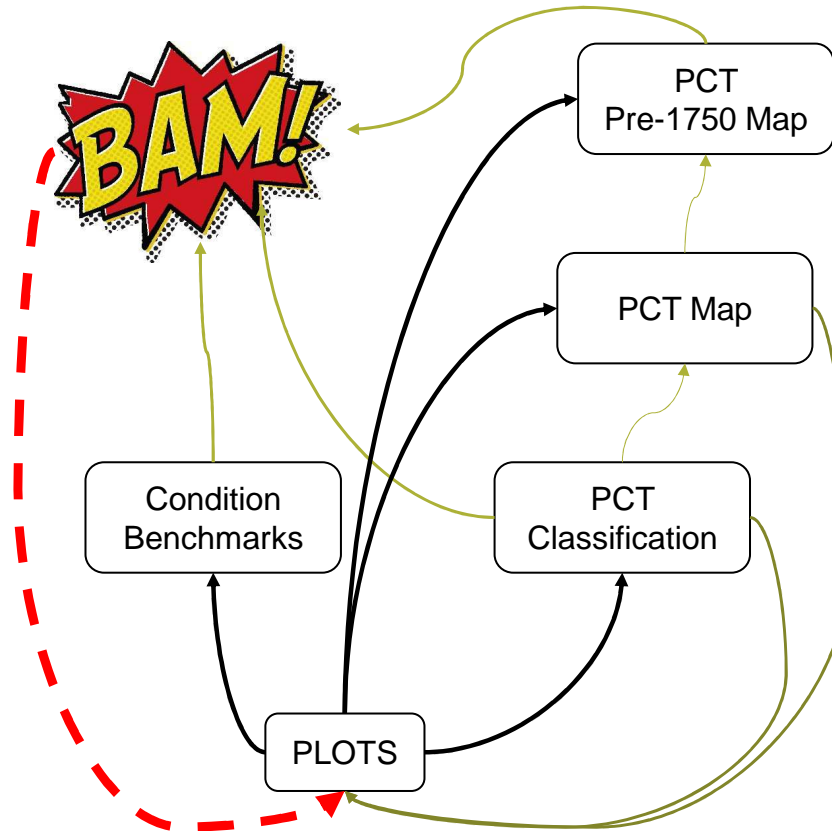 BAM!
PCT
Pre-1750 Map
PCT Map
Condition
Benchmarks
PCT
Classification
PLOTS